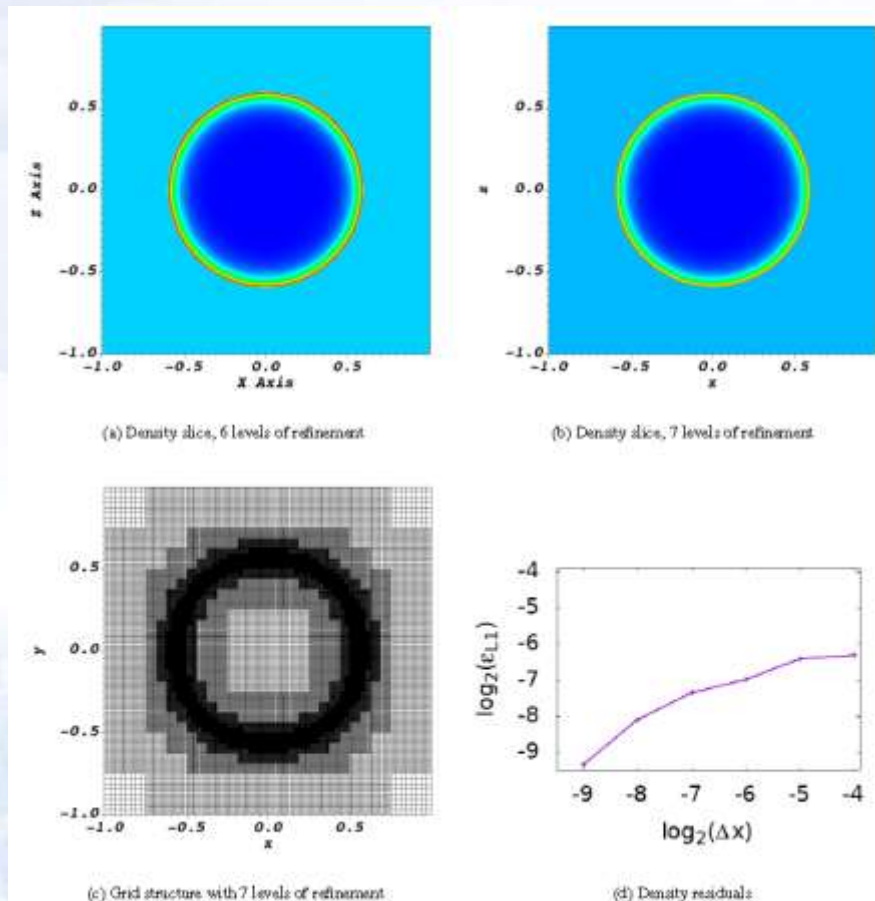 0.5
0.0
-0.5
-1.0
Z Axis
-1.0 -0.5 0.0 0.5
X Axis
(a) Density slice, 6 levels of refinement
0.5
0.0
-0.5
-1.0
z
-1.0 -0.5 0.0 0.5
x
(b) Density slice, 7 levels of refinement
0.5
0.0
-0.5
-1.0
y
-1.0 -0.5 0.0 0.5
x
(c) Grid structure with 7 levels of refinement
-4
-5
-6
-7
-8
-9
log₂(ε_L1)
-9 -8 -7 -6 -5 -4
log₂(Δx)
(d) Density residuals